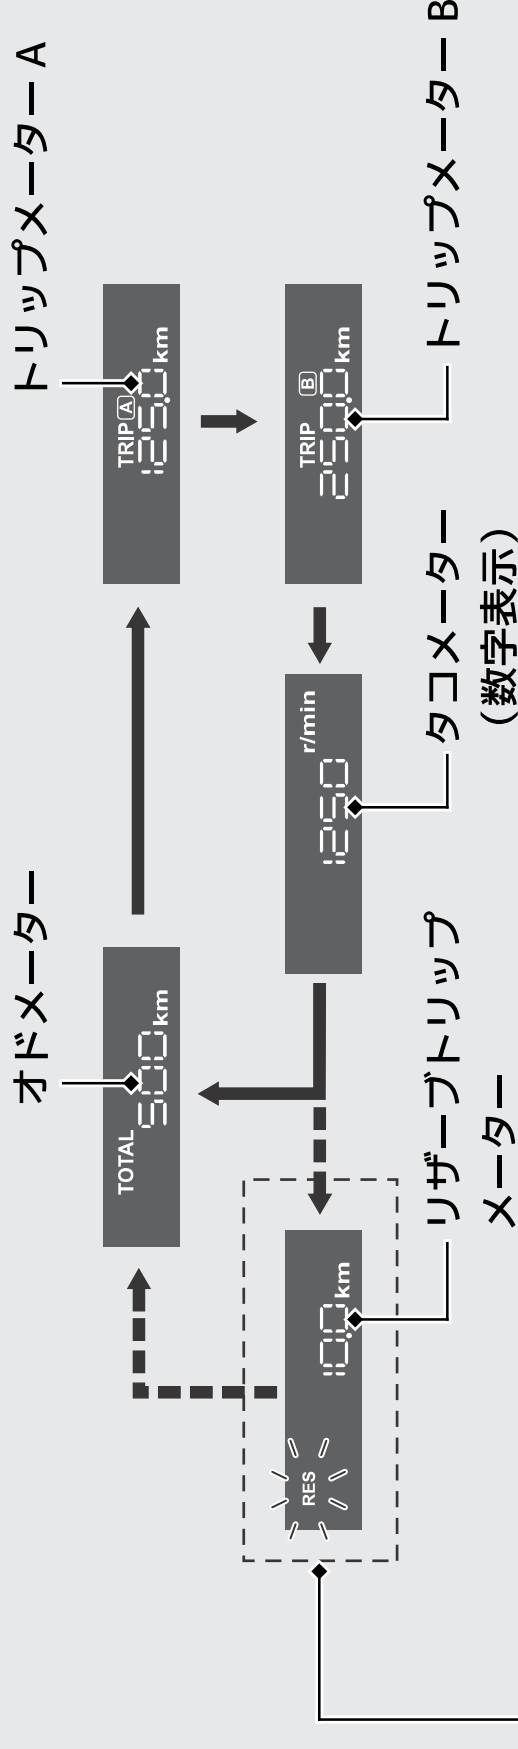 オドメーター
トリップメーター A
TOTAL
500 km
TRIP A
125.0 km
RES
10.0 km
r/min
1250
TRIP B
250.0 km
リザーブトリップ
メーター
タコメーター
(数字表示)
トリップメーター B